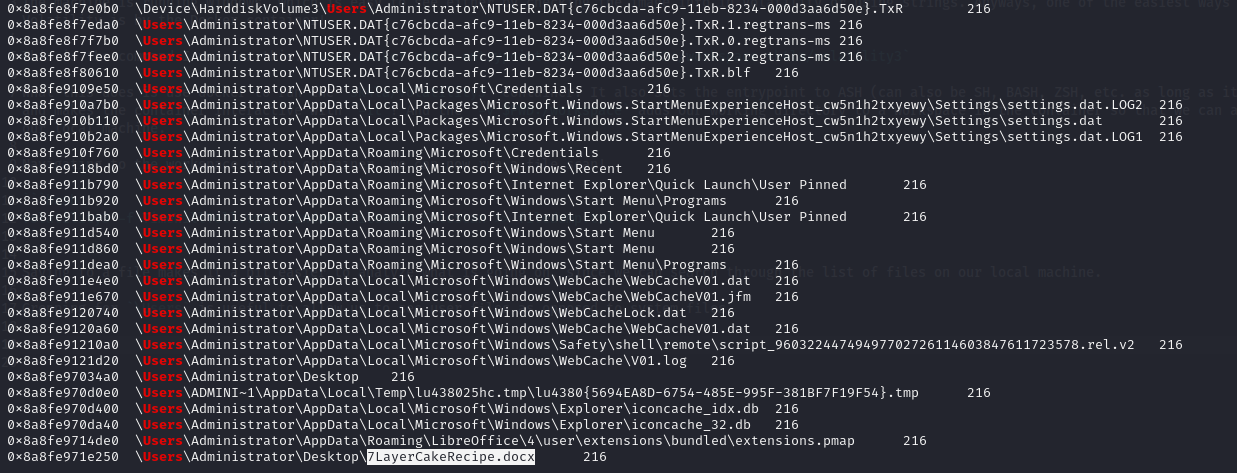 0×8a8fe8f7e0b0 \Device\HarddiskVolume3\Users\Administrator\NTUSER.DAT{c76cbcda-afc9-11eb-8234-000d3aa6d50e}.TxR 216
0×8a8fe8f7f1a0 \Users\Administrator\NTUSER.DAT{c76cbcda-afc9-11eb-8234-000d3aa6d50e}.TxR.1.regtrans-ms 216
0×8a8fe8f7f7b0 \Users\Administrator\NTUSER.DAT{c76cbcda-afc9-11eb-8234-000d3aa6d50e}.TxR.0.regtrans-ms 216
0×8a8fe8f7fee0 \Users\Administrator\NTUSER.DAT{c76cbcda-afc9-11eb-8234-000d3aa6d50e}.TxR.2.regtrans-ms 216
0×8a8fe8f80610 \Users\Administrator\NTUSER.DAT{c76cbcda-afc9-11eb-8234-000d3aa6d50e}.TxR.blf 216
0×8a8fe9109e50 \Users\Administrator\AppData\Local\Microsoft\Credentials 216
0×8a8fe910a7b0 \Users\Administrator\AppData\Local\Packages\Microsoft.Windows.StartMenuExperienceHost_cw5n1h2txyewy\Settings\settings.dat.LOG2 216
0×8a8fe910b110 \Users\Administrator\AppData\Local\Packages\Microsoft.Windows.StartMenuExperienceHost_cw5n1h2txyewy\Settings\settings.dat 216
0×8a8fe910b2a0 \Users\Administrator\AppData\Local\Packages\Microsoft.Windows.StartMenuExperienceHost_cw5n1h2txyewy\Settings\settings.dat.LOG1 216
0×8a8fe910f760 \Users\Administrator\AppData\Roaming\Microsoft\Credentials 216
0×8a8fe9118bd0 \Users\Administrator\AppData\Roaming\Microsoft\Windows\Recent 216
0×8a8fe911b790 \Users\Administrator\AppData\Roaming\Microsoft\Internet Explorer\Quick Launch\User Pinned 216
0×8a8fe911b920 \Users\Administrator\AppData\Roaming\Microsoft\Windows\Start Menu\Programs 216
0×8a8fe911bab0 \Users\Administrator\AppData\Roaming\Microsoft\Internet Explorer\Quick Launch\User Pinned 216
0×8a8fe911d540 \Users\Administrator\AppData\Roaming\Microsoft\Windows\Start Menu 216
0×8a8fe911d860 \Users\Administrator\AppData\Roaming\Microsoft\Windows\Start Menu 216
0×8a8fe911dea0 \Users\Administrator\AppData\Roaming\Microsoft\Windows\Start Menu\Programs 216
0×8a8fe911e4e0 \Users\Administrator\AppData\Local\Microsoft\Windows\WebCache\WebCacheV01.dat 216
0×8a8fe911e670 \Users\Administrator\AppData\Local\Microsoft\Windows\WebCache\WebCacheV01.jfm 216
0×8a8fe9120740 \Users\Administrator\AppData\Local\Microsoft\Windows\WebCacheLock.dat 216
0×8a8fe9120a60 \Users\Administrator\AppData\Local\Microsoft\Windows\WebCache\WebCacheV01.dat 216
0×8a8fe91210a0 \Users\Administrator\AppData\Local\Microsoft\Windows\Safety\shell\remote\script_96032244749497702726114603847611723578.rel.v2 216
0×8a8fe9121d20 \Users\Administrator\AppData\Local\Microsoft\Windows\WebCache\V01.log 216
0×8a8fe97034a0 \Users\Administrator\Desktop 216
0×8a8fe970d0e0 \Users\ADMINI~1\AppData\Local\Temp\lu438025hc.tmp\lu4380{5694EA8D-6754-485E-995F-381BF7F19F54}.tmp 216
0×8a8fe970d400 \Users\Administrator\AppData\Local\Microsoft\Windows\Explorer\iconcache_idx.db 216
0×8a8fe970da40 \Users\Administrator\AppData\Local\Microsoft\Windows\Explorer\iconcache_32.db 216
0×8a8fe9714de0 \Users\Administrator\AppData\Roaming\LibreOffice\4\user\extensions\bundled\extensions.pmap 216
0×8a8fe971e250 \Users\Administrator\Desktop\7LayerCakeRecipe.docx 216